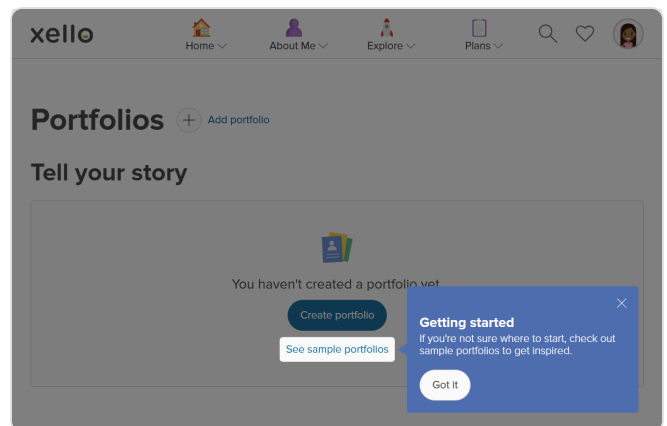 xello
Home
About Me
Explore
Plans
Portfolios
Add portfolio
Tell your story
You haven't created a portfolio yet
Create portfolio
See sample portfolios
Getting started
If you're not sure where to start, check out
sample portfolios to get inspired.
Got it